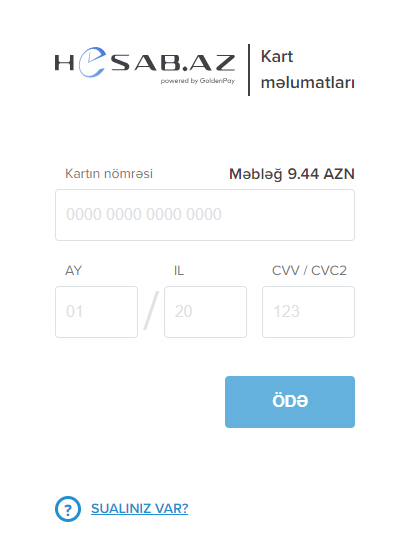 HESAB.AZ
powered by GoldenPay
Kart
məlumatları
Kartın nömrəsi
Məbləğ 9.44 AZN
0000 0000 0000 0000
AY
IL
CVV / CVC2
01 / 20
123
ÖDƏ
? SUALINIZ VAR?